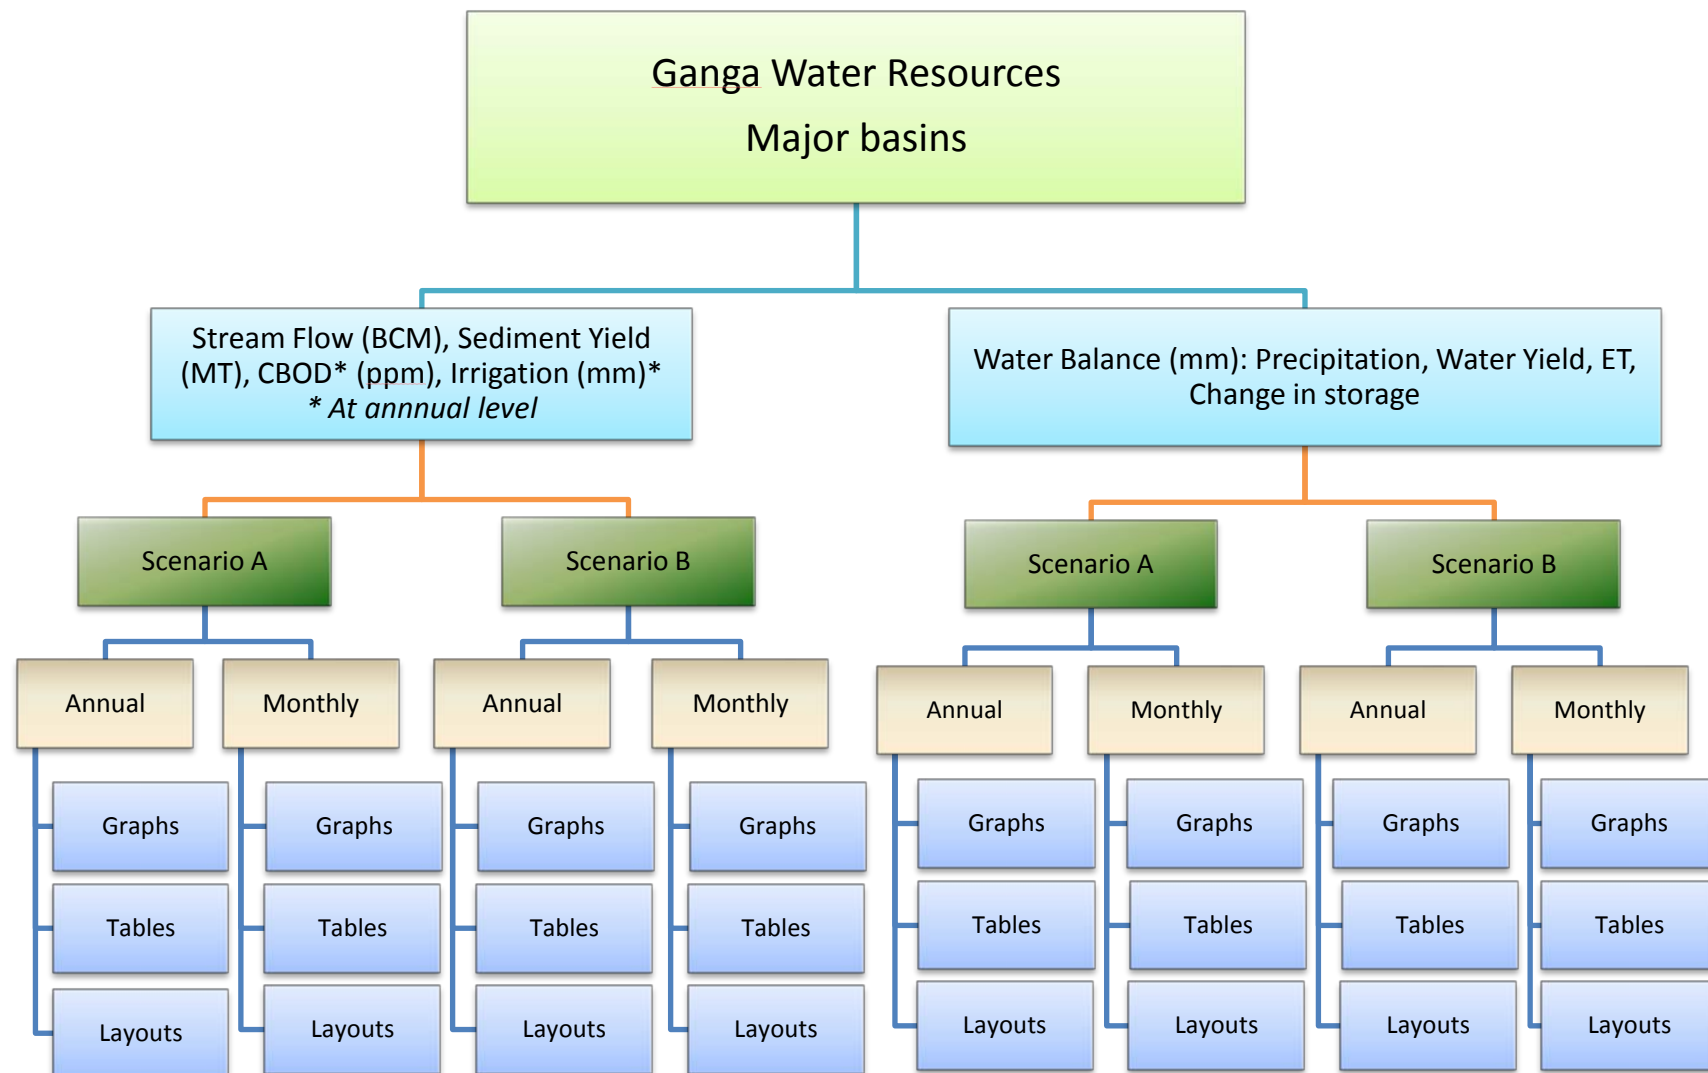 Ganga Water Resources
Major basins
Stream Flow (BCM), Sediment Yield
(MT), CBOD* (ppm), Irrigation (mm)*
* At annnual level
Water Balance (mm): Precipitation, Water Yield, ET,
Change in storage
Scenario A
Scenario B
Scenario A
Scenario B
Annual
Monthly
Annual
Monthly
Annual
Monthly
Annual
Monthly
Graphs
Graphs
Graphs
Graphs
Graphs
Graphs
Graphs
Graphs
Tables
Tables
Tables
Tables
Tables
Tables
Tables
Tables
Layouts
Layouts
Layouts
Layouts
Layouts
Layouts
Layouts
Layouts